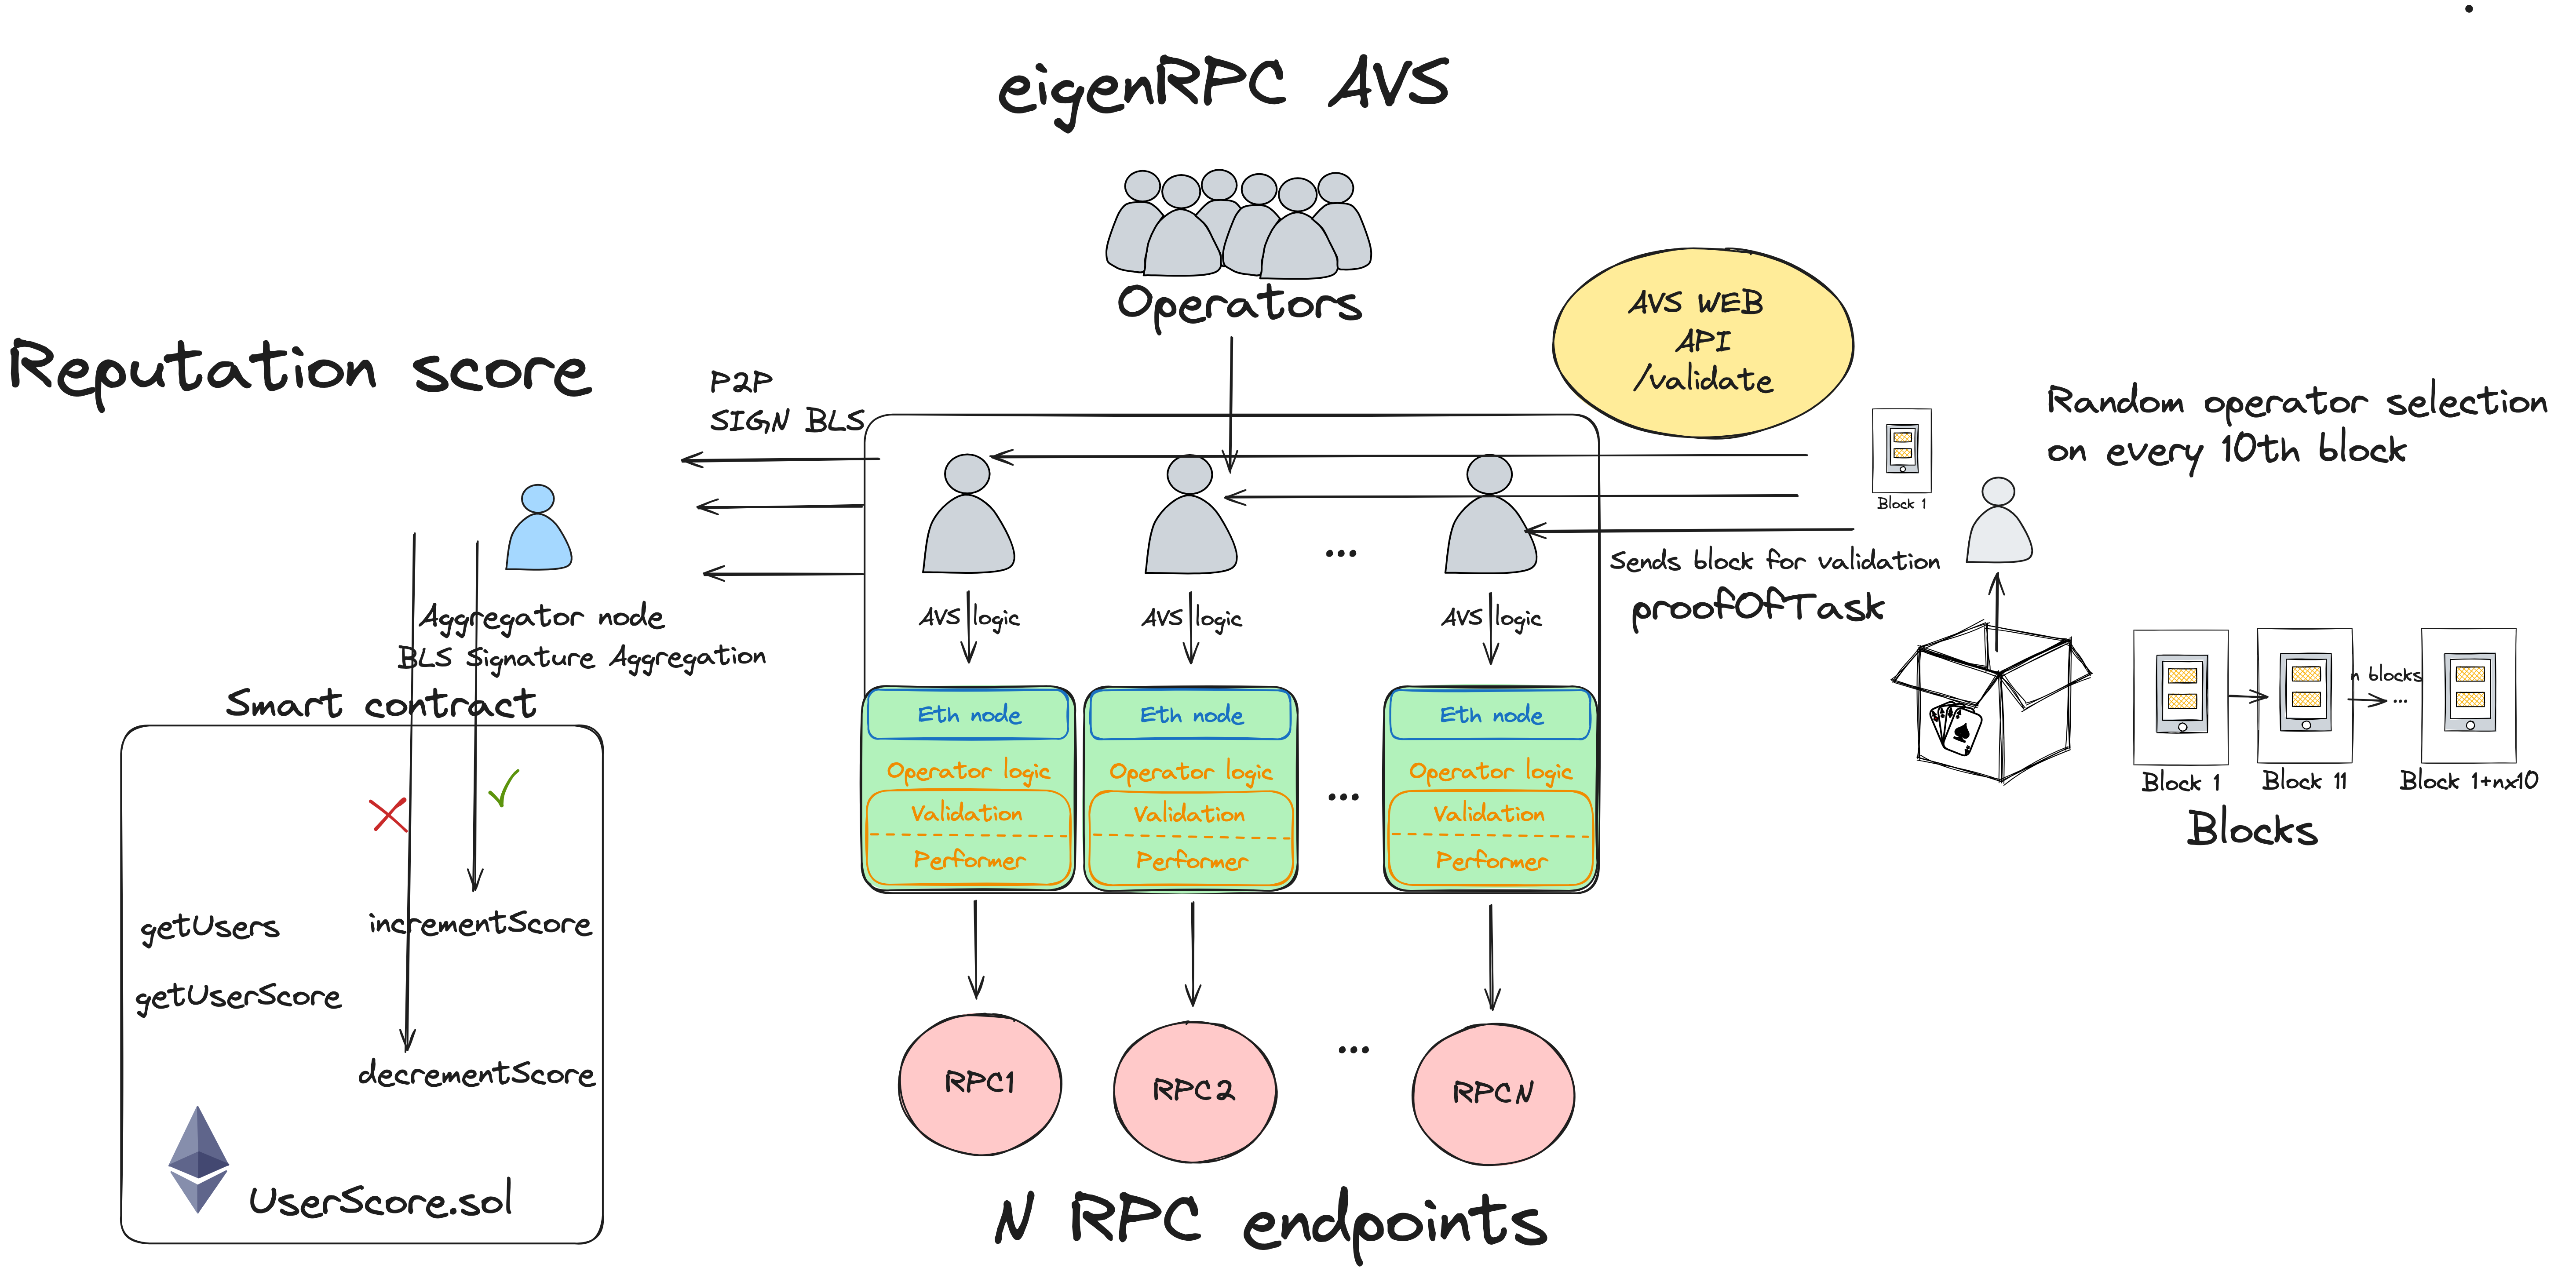 eigenRPC AVS
Operators
AVS WEB
API
/validate
Reputation score
P2P
SIGN BLS
Random operator selection
on every 10th block
Block 1
Sends block for validation
proofOfTask
Aggregator node
BLS Signature Aggregation
AVS logic
AVS logic
AVS logic
...
Smart contract
Eth node
Operator logic
Validation
Performer
Eth node
Operator logic
Validation
Performer
...
Eth node
Operator logic
Validation
Performer
n blocks
...
Block 1
Block 11
Block 1+nx10
Blocks
getUsers
incrementScore
getUserScore
decrementScore
UserScore.sol
RPC1
RPC2
...
RPCN
N RPC endpoints